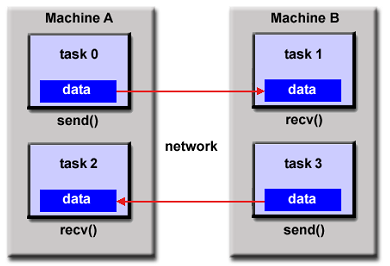 Machine A
task 0
data
send()
task 2
data
recv()
network
Machine B
task 1
data
recv()
task 3
data
send()